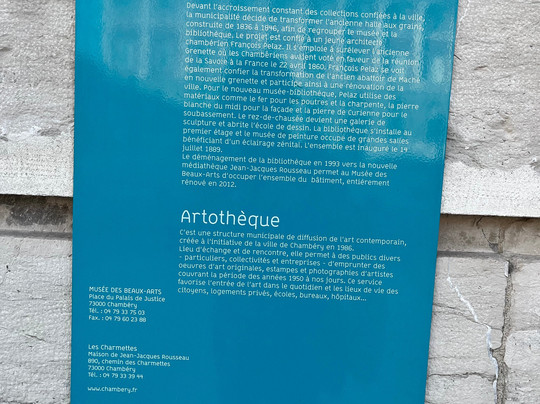 Devant l'accroissement constant des collections confiées à la ville,
la municipalité décide de transformer l'ancienne halle aux grains,
construite de 1836 à 1846, afin de regrouper le musée et la
bibliothèque. Le projet est confié à un jeune architecte
chambérien François Pelaz. Il s'emploie à surélever l'ancienne
Grenette où les Chambériens avaient voté en faveur de la réunion
de la Savoie à la France le 22 avril 1860. François Pelaz se voit
également confier la transformation de l'ancien abattoir de Maché
en nouvelle grenette et participe ainsi à une rénovation de la
ville. Pour le nouveau musée-bibliothèque, Pelaz utilise des
matériaux comme le fer pour les poutres et la charpente, la pierre
blanche du midi pour la façade et la pierre de curienne pour le
soubassement. Le rez-de-chaussée devient une galerie de
sculpture et abrite l'école de dessin. La bibliothèque s'installe au
premier étage et le musée de peinture occupe de grandes salles
bénéficiant d'un éclairage zénital. L'ensemble est inauguré le 14
juillet 1889.
Le déménagement de la bibliothèque en 1993 vers la nouvelle
médiathèque Jean-Jacques Rousseau permet au Musée des
Beaux-Arts d'occuper l'ensemble du bâtiment, entièrement
rénové en 2012.
Artothèque
C'est une structure municipale de diffusion de l'art contemporain,
créée à l'initiative de la ville de Chambéry en 1986.
Lieu d'échange et de rencontre, elle permet à des publics divers
- particuliers, collectivités et entreprises - d'emprunter des
oeuvres d'art originales, estampes et photographies d'artistes
couvrant la période des années 1950 à nos jours. Ce service
favorise l'entrée de l'art dans le quotidien et les lieux de vie des
citoyens, logements privés, écoles, bureaux, hôpitaux...
MUSÉE DES BEAUX-ARTS
Place du Palais de Justice
73000 Chambéry
Tél. : 04 79 33 75 03
Fax. : 04 79 60 23 88
Les Charmettes
Maison de Jean-Jacques Rousseau
890, chemin des Charmettes
73000 Chambéry
Tél. : 04 79 33 39 44
www.chambery.fr